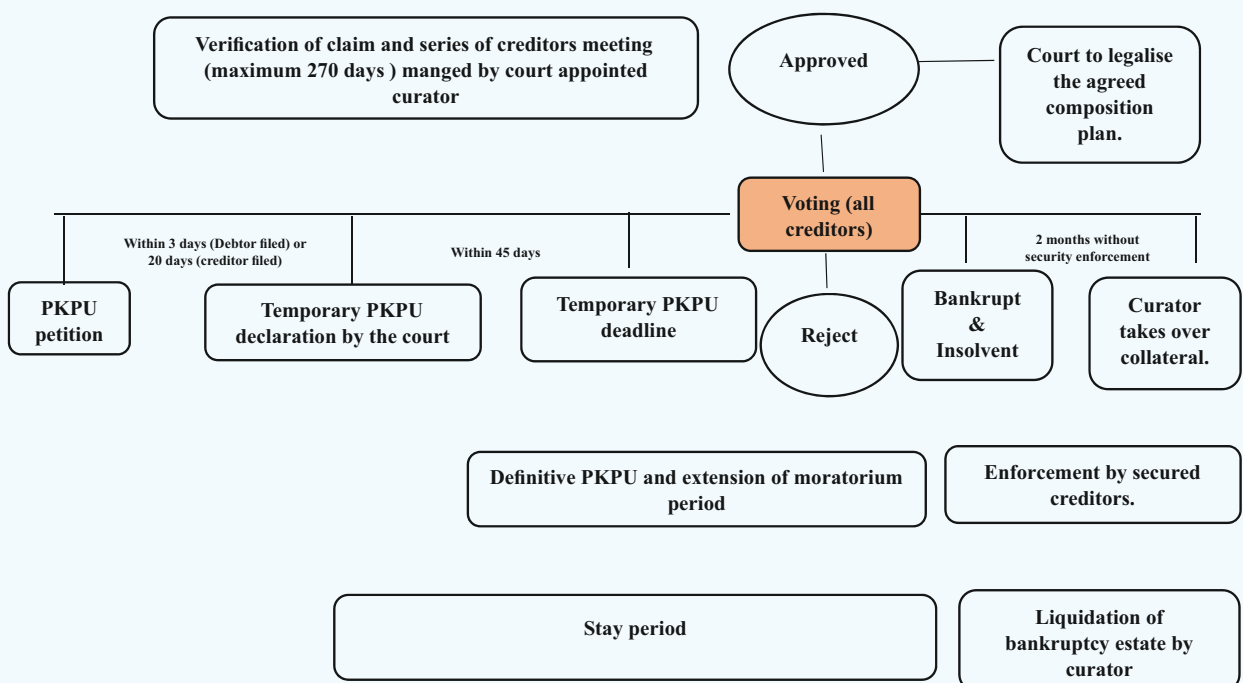 Verification of claim and series of creditors meeting
(maximum 270 days ) manged by court appointed
curator
Approved
Court to legalise
the agreed
composition
plan.
Voting (all
creditors)
Within 3 days (Debtor filed) or
20 days (creditor filed)
Within 45 days
2 months without
security enforcement
PKPU
petition
Temporary PKPU
declaration by the court
Temporary PKPU
deadline
Reject
Bankrupt
&
Insolvent
Curator
takes over
collateral.
Definitive PKPU and extension of moratorium
period
Enforcement by secured
creditors.
Stay period
Liquidation of
bankruptcy estate by
curator